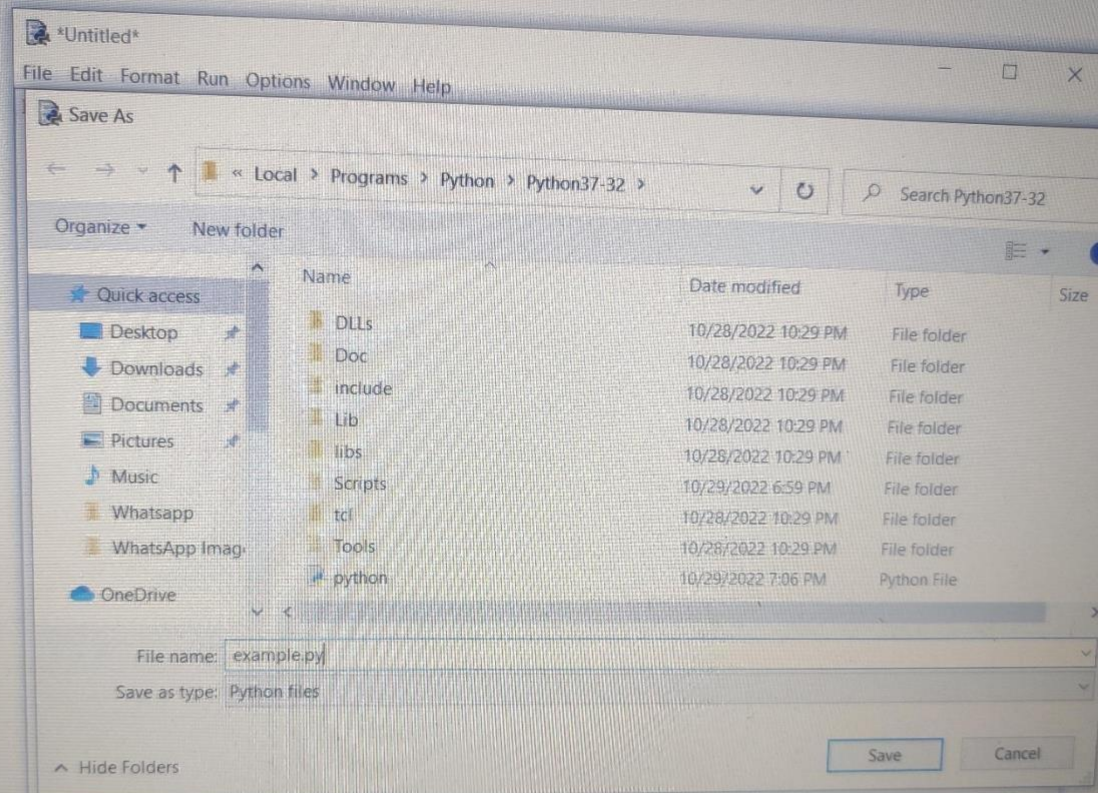 *Untitled*
File Edit Format Run Options Window Help
Save As
« Local > Programs > Python > Python37-32 >
Search Python37-32
Organize New folder
Name Date modified Type Size
Quick access
Desktop
Downloads
Documents
Pictures
Music
Whatsapp
WhatsApp Imag
OneDrive
DLLs 10/28/2022 10:29 PM File folder
Doc 10/28/2022 10:29 PM File folder
include 10/28/2022 10:29 PM File folder
Lib 10/28/2022 10:29 PM File folder
libs 10/28/2022 10:29 PM File folder
Scripts 10/29/2022 6:59 PM File folder
tcl 10/28/2022 10:29 PM File folder
Tools 10/28/2022 10:29 PM File folder
python 10/29/2022 7:06 PM Python File
File name: example.py
Save as type: Python files
Hide Folders
Save Cancel